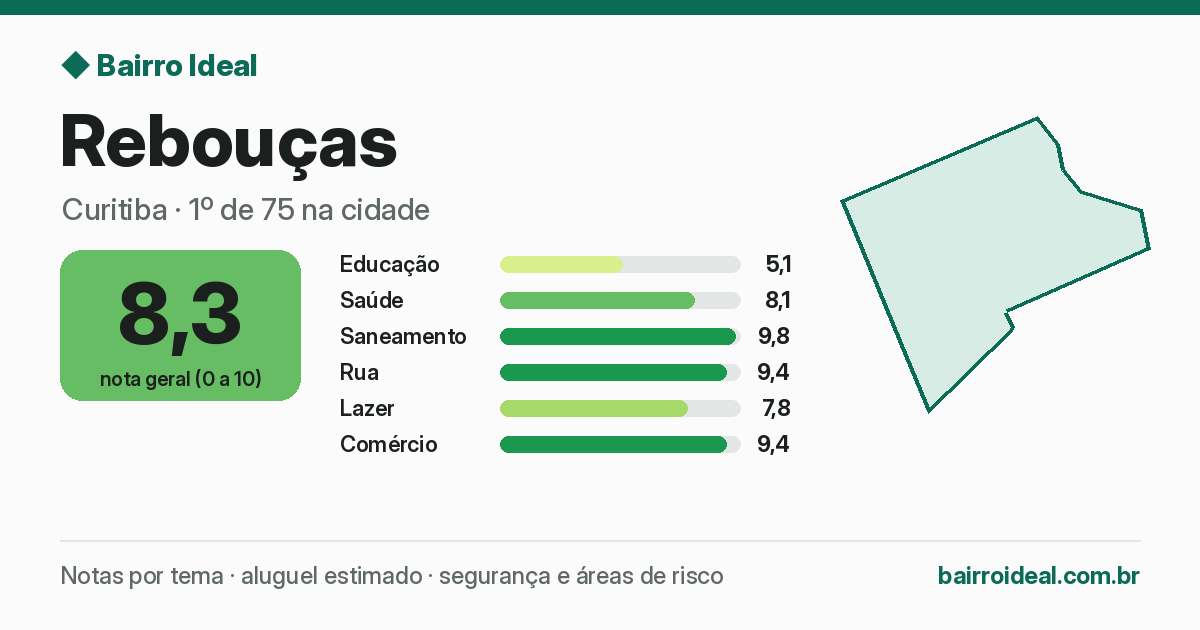 Bairro Ideal
Rebouças
Curitiba · 1º de 75 na cidade
8,3
nota geral (0 a 10)
Educação 5,1
Saúde 8,1
Saneamento 9,8
Rua 9,4
Lazer 7,8
Comércio 9,4
Notas por tema · aluguel estimado · segurança e áreas de risco
bairroideal.com.br